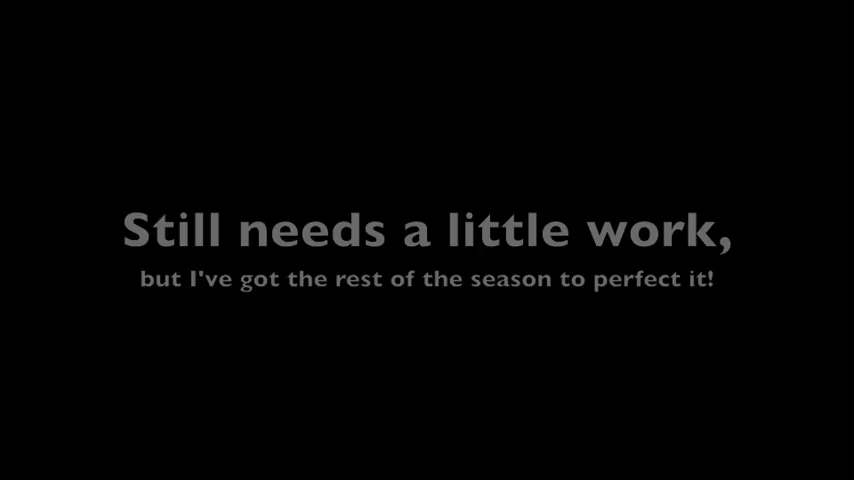 Still needs a little work,
but I've got the rest of the season to perfect it!